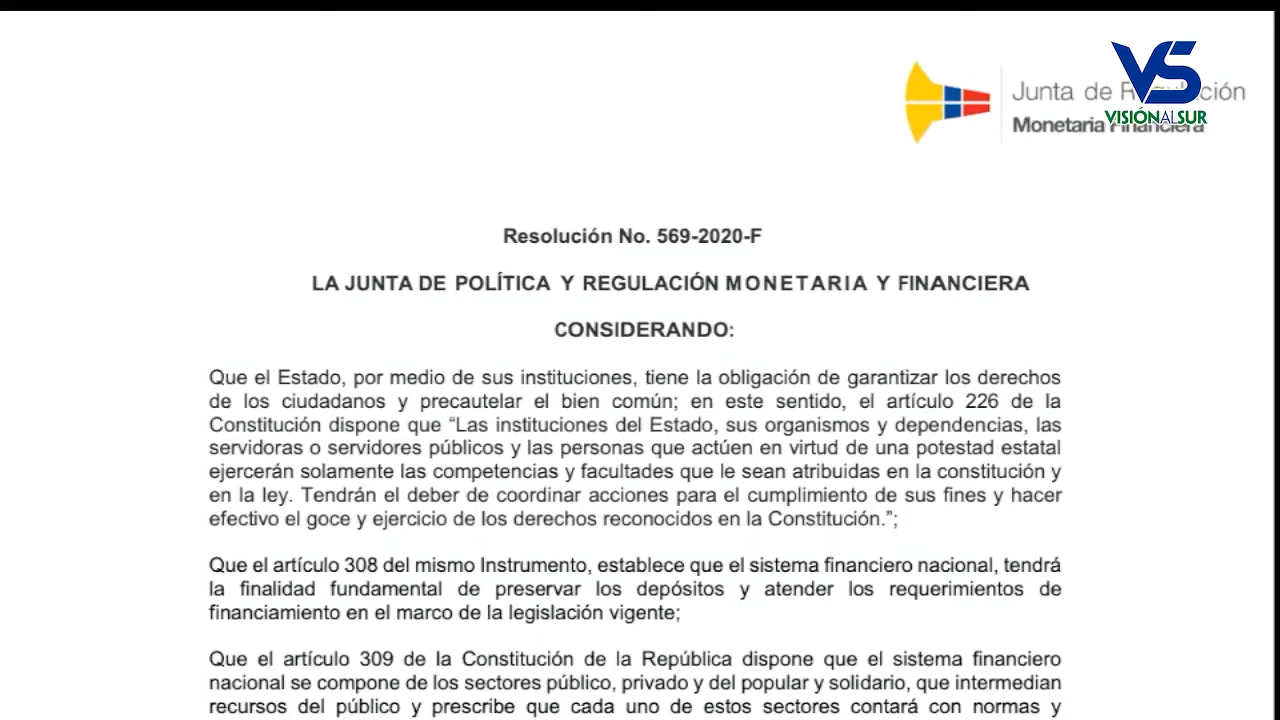 VS
VISIÓNALSUR
Junta de
Monetaria Financiera
Resolución No. 569-2020-F
LA JUNTA DE POLÍTICA Y REGULACIÓN MONETARIA Y FINANCIERA
CONSIDERANDO:
Que el Estado, por medio de sus instituciones, tiene la obligación de garantizar los derechos
de los ciudadanos y precautelar el bien común; en este sentido, el artículo 226 de la
Constitución dispone que “Las instituciones del Estado, sus organismos y dependencias, las
servidoras o servidores públicos y las personas que actúen en virtud de una potestad estatal
ejercerán solamente las competencias y facultades que le sean atribuidas en la constitución y
en la ley. Tendrán el deber de coordinar acciones para el cumplimiento de sus fines y hacer
efectivo el goce y ejercicio de los derechos reconocidos en la Constitución.”;
Que el artículo 308 del mismo Instrumento, establece que el sistema financiero nacional, tendrá
la finalidad fundamental de preservar los depósitos y atender los requerimientos de
financiamiento en el marco de la legislación vigente;
Que el artículo 309 de la Constitución de la República dispone que el sistema financiero
nacional se compone de los sectores público, privado y del popular y solidario, que intermedian
recursos del público y prescribe que cada uno de estos sectores contará con normas y